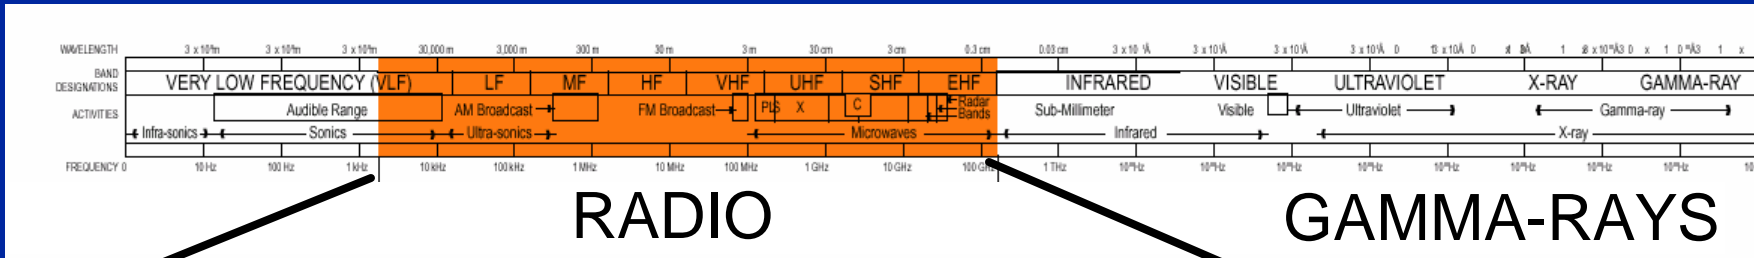 WAVELENGTH 30,000 m 3,000 m 300 m 30 m 3 m 30 cm 3 cm 0.3 cm 0.03 cm
BAND DESIGNATIONS VERY LOW FREQUENCY (VLF) LF MF HF VHF UHF SHF EHF INFRARED VISIBLE ULTRAVIOLET X-RAY GAMMA-RAY
ACTIVITIES Audible Range AM Broadcast FM Broadcast X C Radar Bands Sub-Millimeter Visible Ultraviolet Gamma-ray
Infra-sonics Sonics Ultra-sonics Microwaves Infrared X-ray
FREQUENCY 0 10 Hz 100 Hz 1 kHz 10 kHz 100 kHz 1 MHz 10 MHz 100 MHz 1 GHz 10 GHz 100 GHz 1 THz
RADIO GAMMA-RAYS